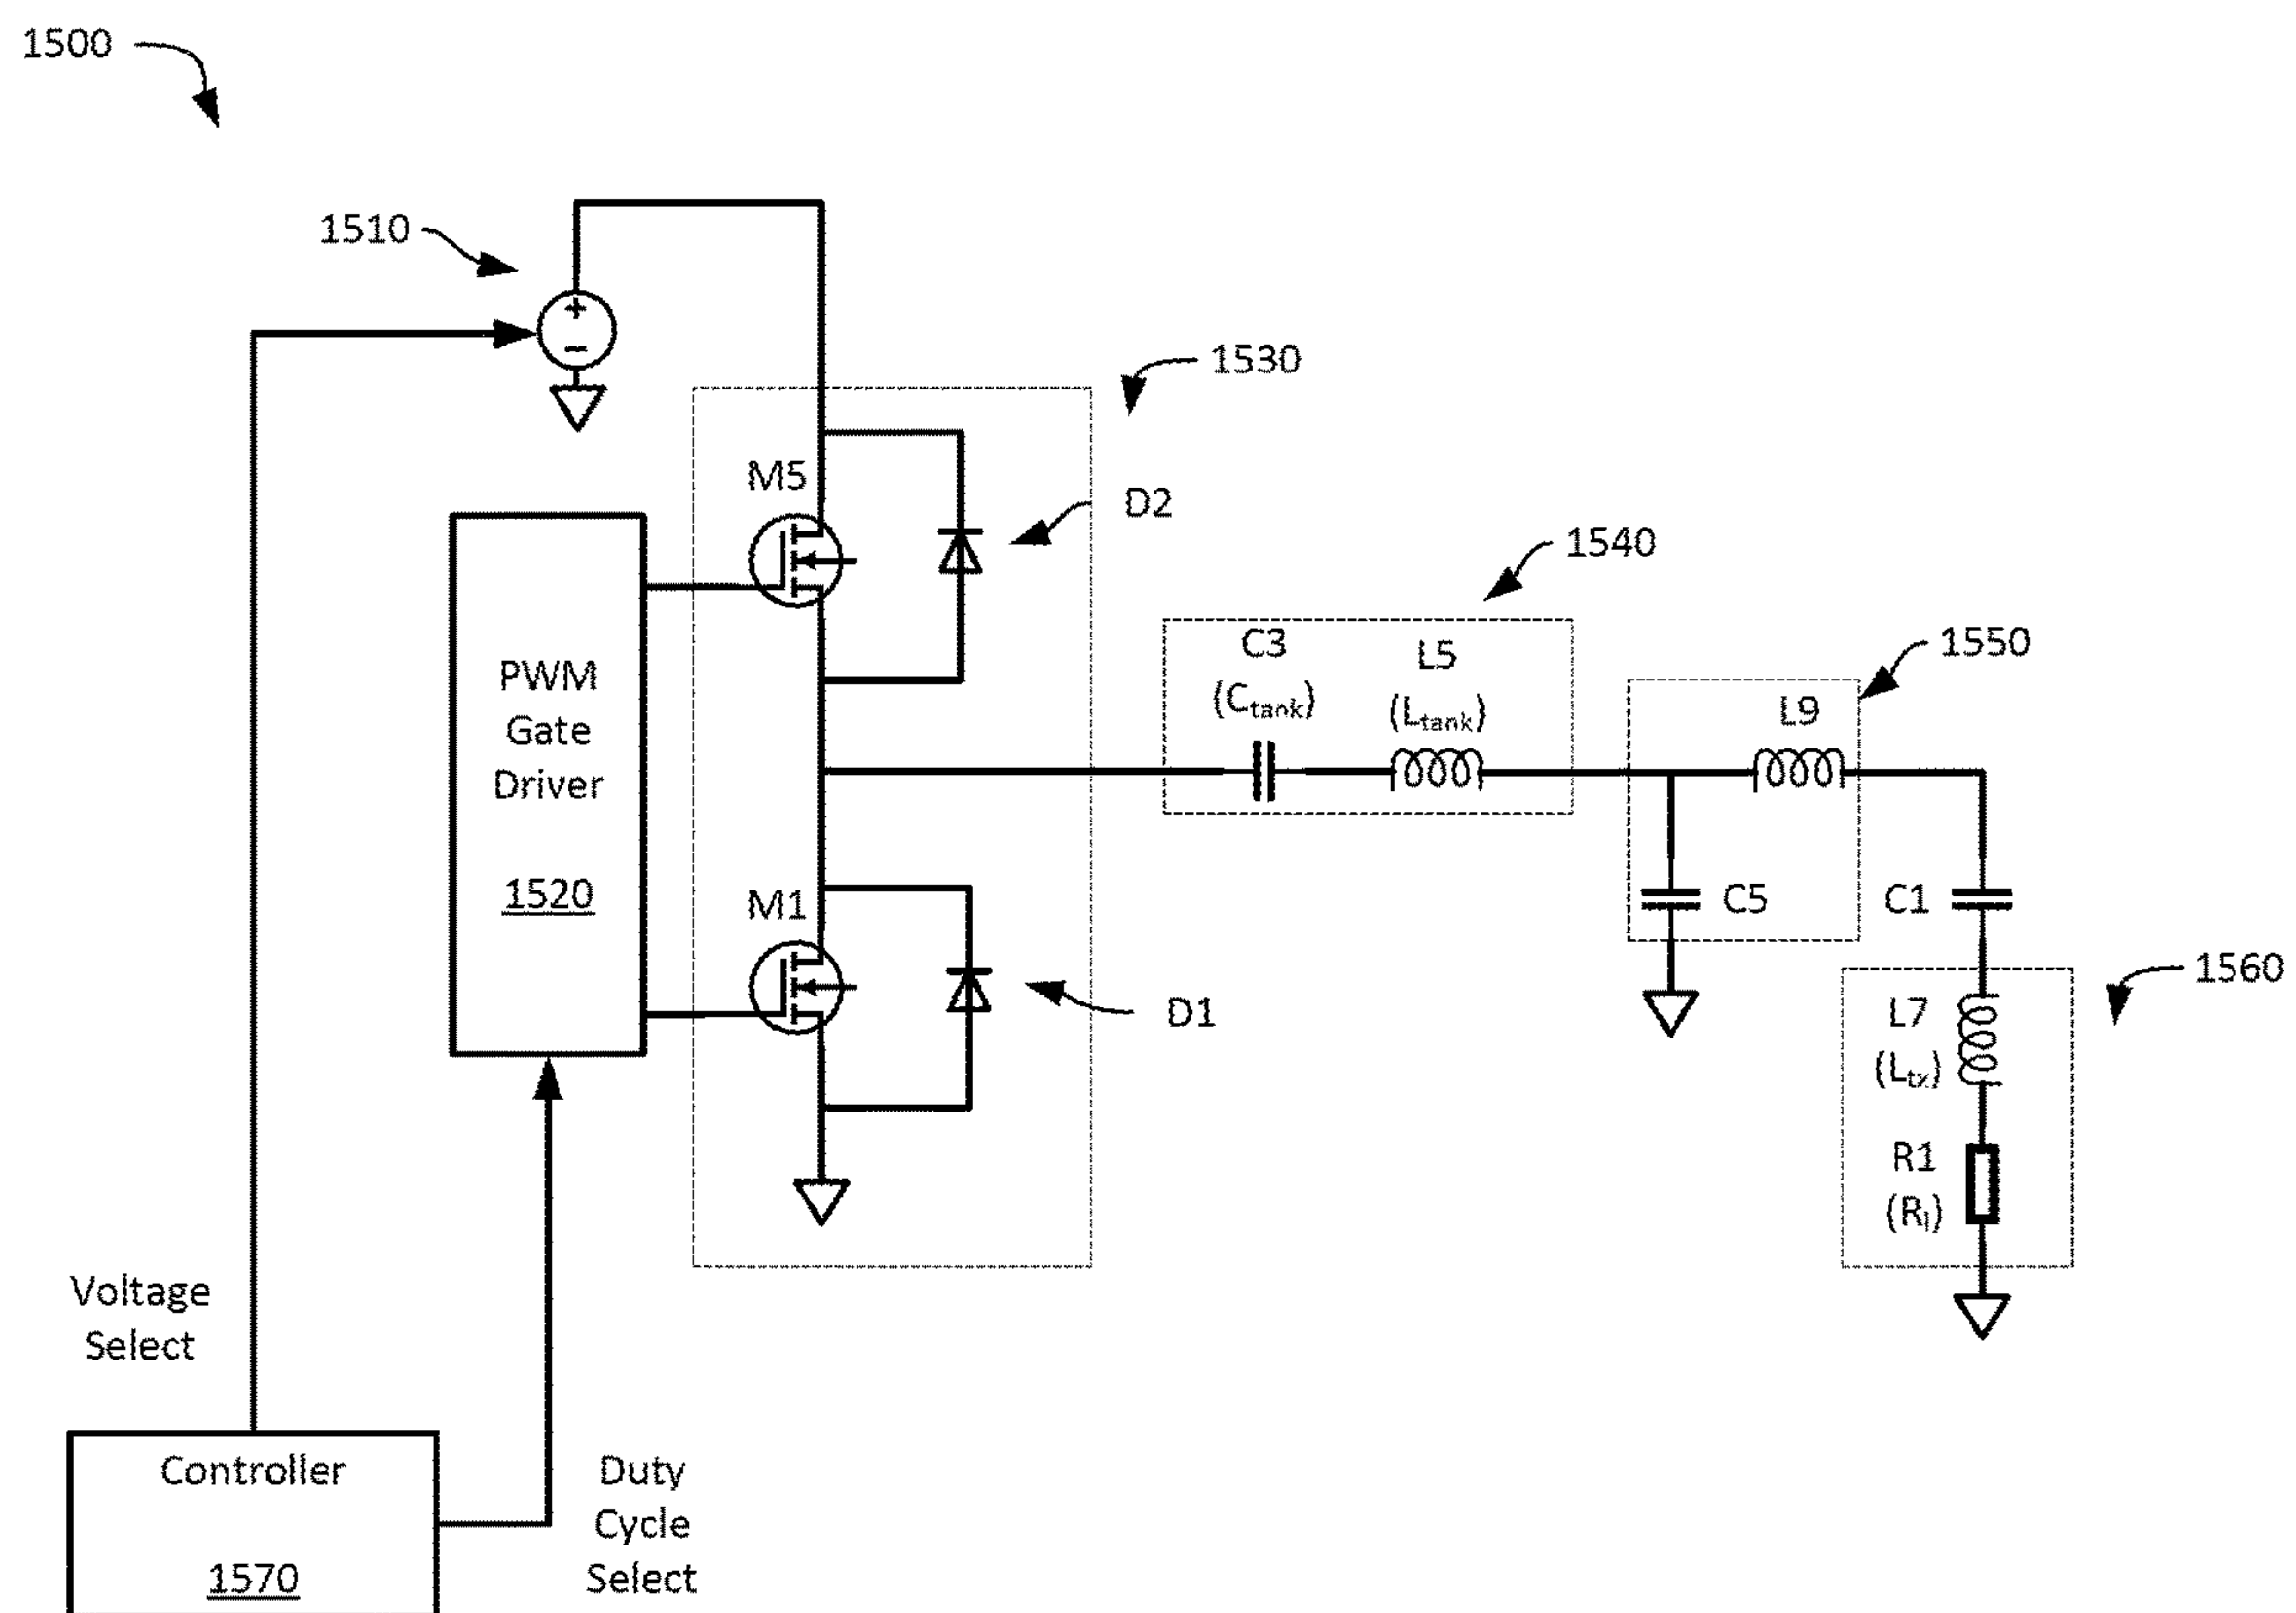 1500
1510
+
−
1530
M5
D2
1540
C3
(Ctank)
L5
(Ltank)
1550
L9
PWM
Gate
Driver
1520
M1
D1
C5
C1
1560
L7
(Ltx)
R1
(Rl)
Voltage
Select
Controller
1570
Duty
Cycle
Select